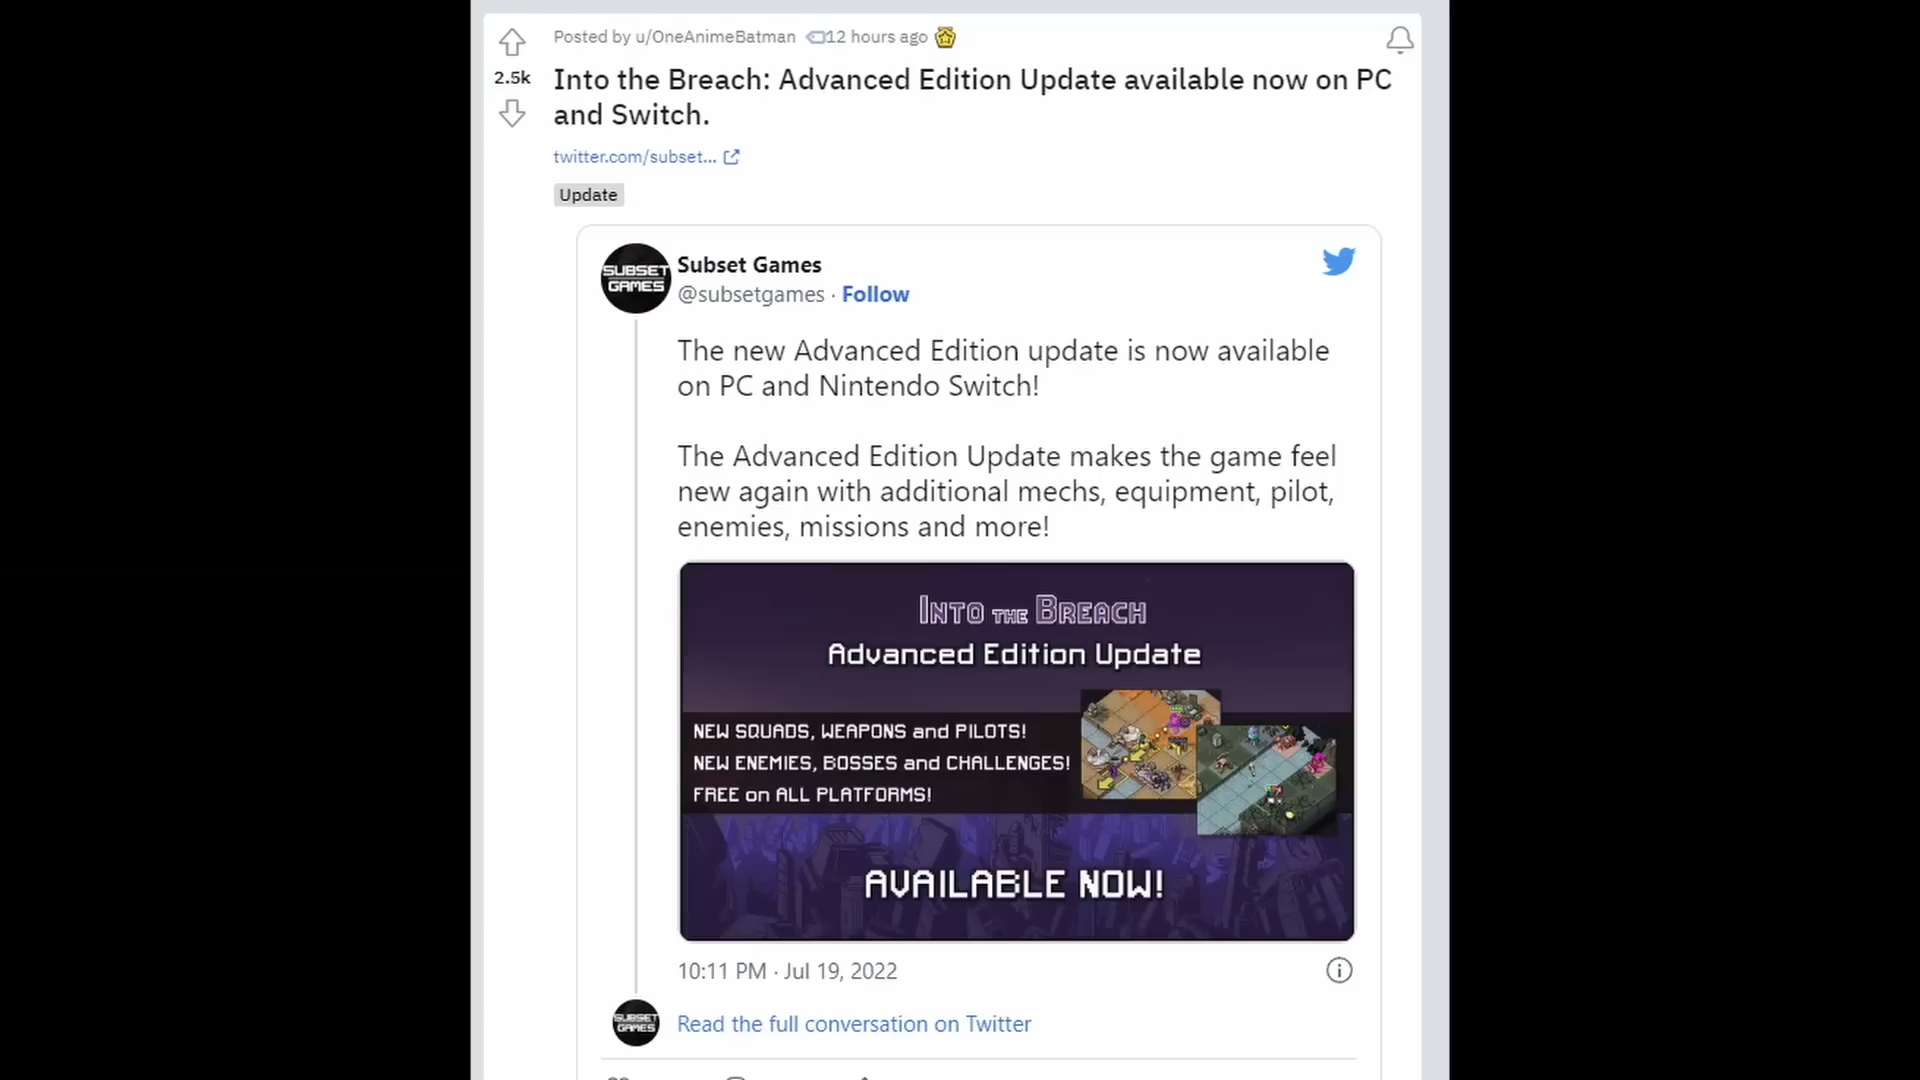 Posted by u/OneAnimeBatman 12 hours ago
2.5k
Into the Breach: Advanced Edition Update available now on PC
and Switch.
twitter.com/subset...
Update
SUBSET
GAMES
Subset Games
@subsetgames · Follow
The new Advanced Edition update is now available
on PC and Nintendo Switch!
The Advanced Edition Update makes the game feel
new again with additional mechs, equipment, pilot,
enemies, missions and more!
INTO THE BREACH
Advanced Edition Update
NEW SQUADS, WEAPONS and PILOTS!
NEW ENEMIES, BOSSES and CHALLENGES!
FREE on ALL PLATFORMS!
AVAILABLE NOW!
10:11 PM · Jul 19, 2022
SUBSET
GAMES
Read the full conversation on Twitter